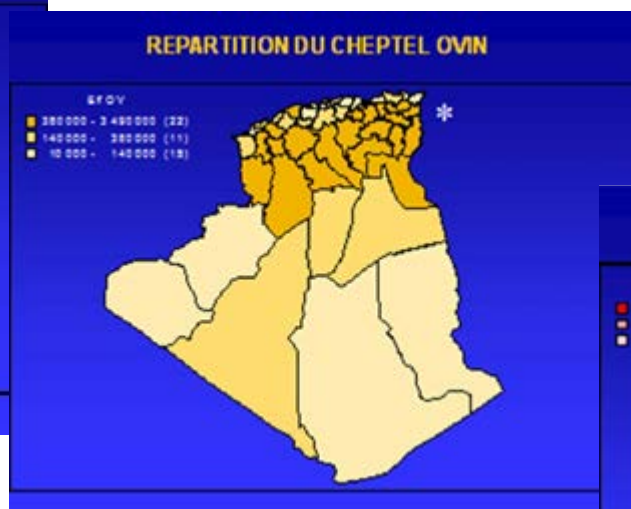 REPARTITION DU CHEPTEL OVIN
EFOV
380 000 - 3 490 000 (22)
140 000 - 380 000 (11)
10 000 - 140 000 (15)
*